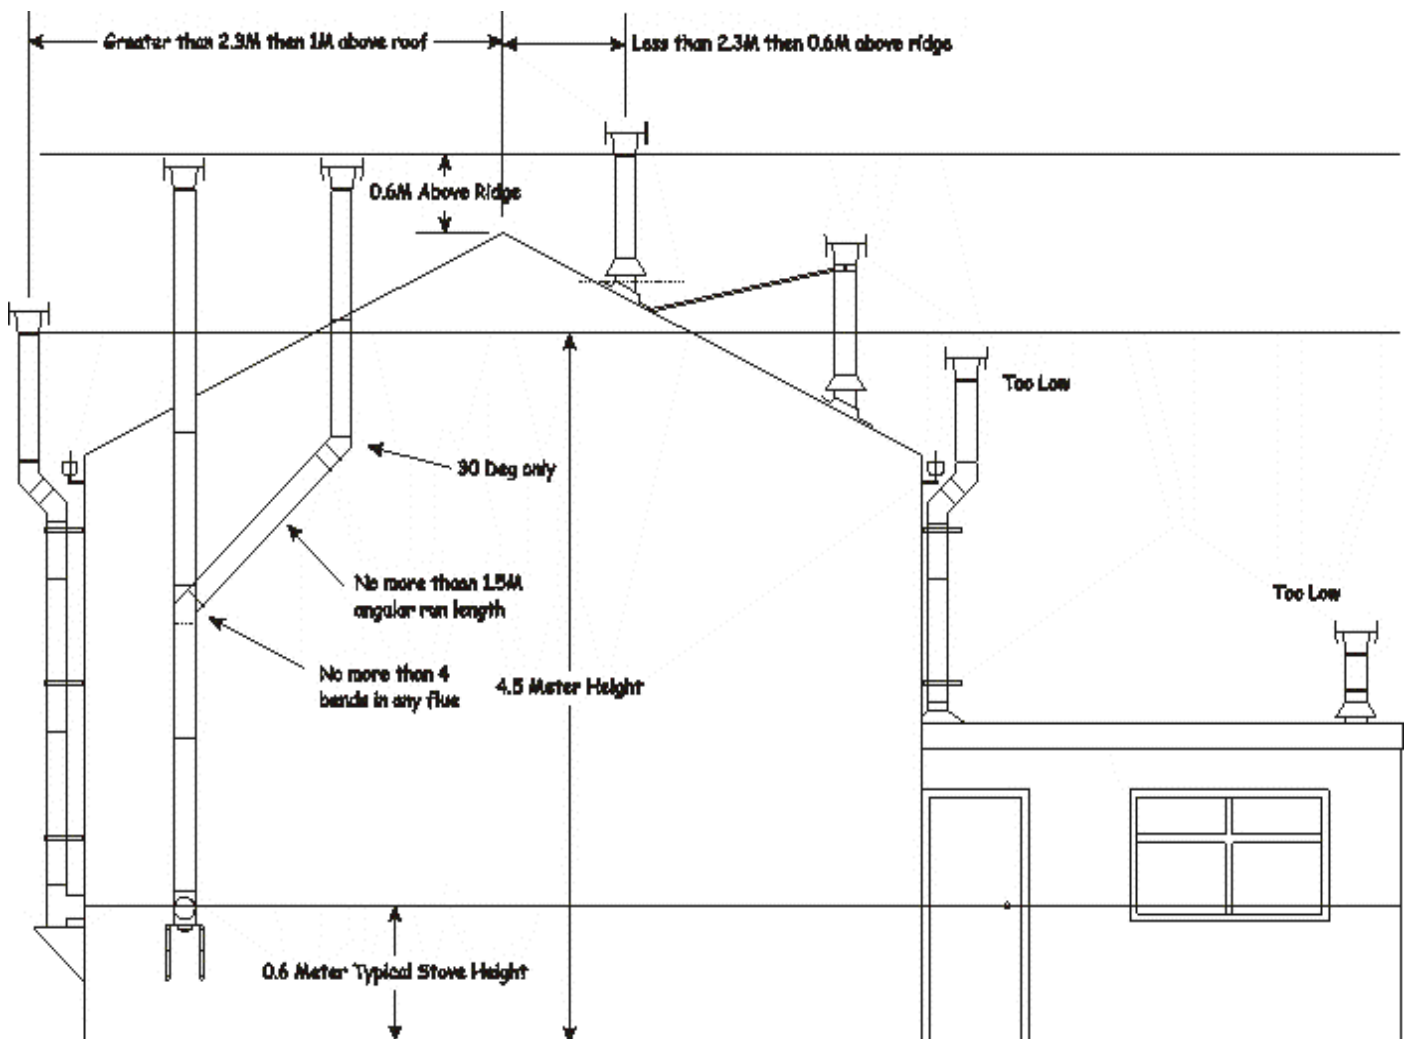 Greater than 2.3M then 1M above roof
Less than 2.3M then 0.6M above ridge
0.6M Above Ridge
Too Low
30 Deg only
No more thoan 1.5M
angular run length
Too Low
No more than 4
bends in any flue
4.5 Meter Height
0.6 Meter Typical Stove Height